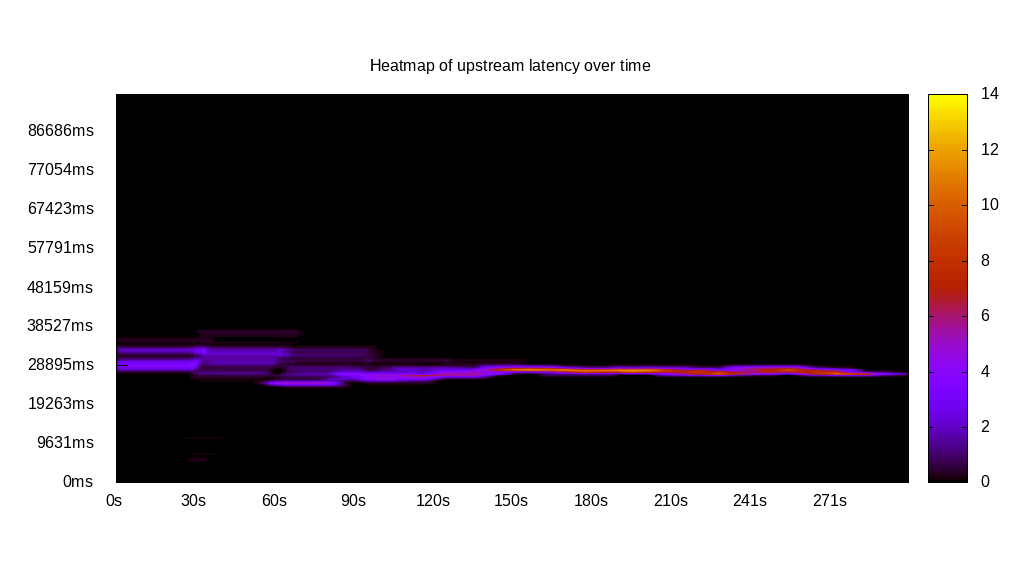 Heatmap of upstream latency over time
86686ms
77054ms
67423ms
57791ms
48159ms
38527ms
28895ms
19263ms
9631ms
0ms
0s 30s 60s 90s 120s 150s 180s 210s 241s 271s
14
12
10
8
6
4
2
0